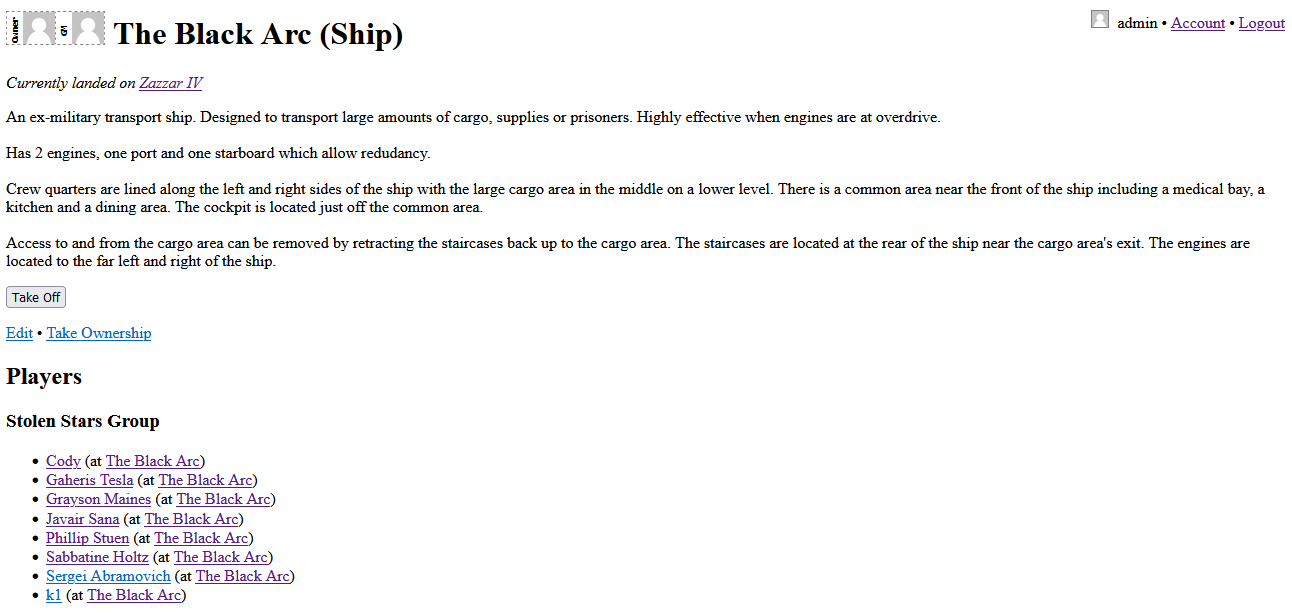 Owner GM The Black Arc (Ship)
admin • Account • Logout
Currently landed on Zazzar IV
An ex-military transport ship. Designed to transport large amounts of cargo, supplies or prisoners. Highly effective when engines are at overdrive.
Has 2 engines, one port and one starboard which allow redudancy.
Crew quarters are lined along the left and right sides of the ship with the large cargo area in the middle on a lower level. There is a common area near the front of the ship including a medical bay, a
kitchen and a dining area. The cockpit is located just off the common area.
Access to and from the cargo area can be removed by retracting the staircases back up to the cargo area. The staircases are located at the rear of the ship near the cargo area's exit. The engines are
located to the far left and right of the ship.
Take Off
Edit • Take Ownership
Players
Stolen Stars Group
• Cody (at The Black Arc)
• Gaheris Tesla (at The Black Arc)
• Grayson Maines (at The Black Arc)
• Javair Sana (at The Black Arc)
• Phillip Stuen (at The Black Arc)
• Sabbatine Holtz (at The Black Arc)
• Sergei Abramovich (at The Black Arc)
• k1 (at The Black Arc)